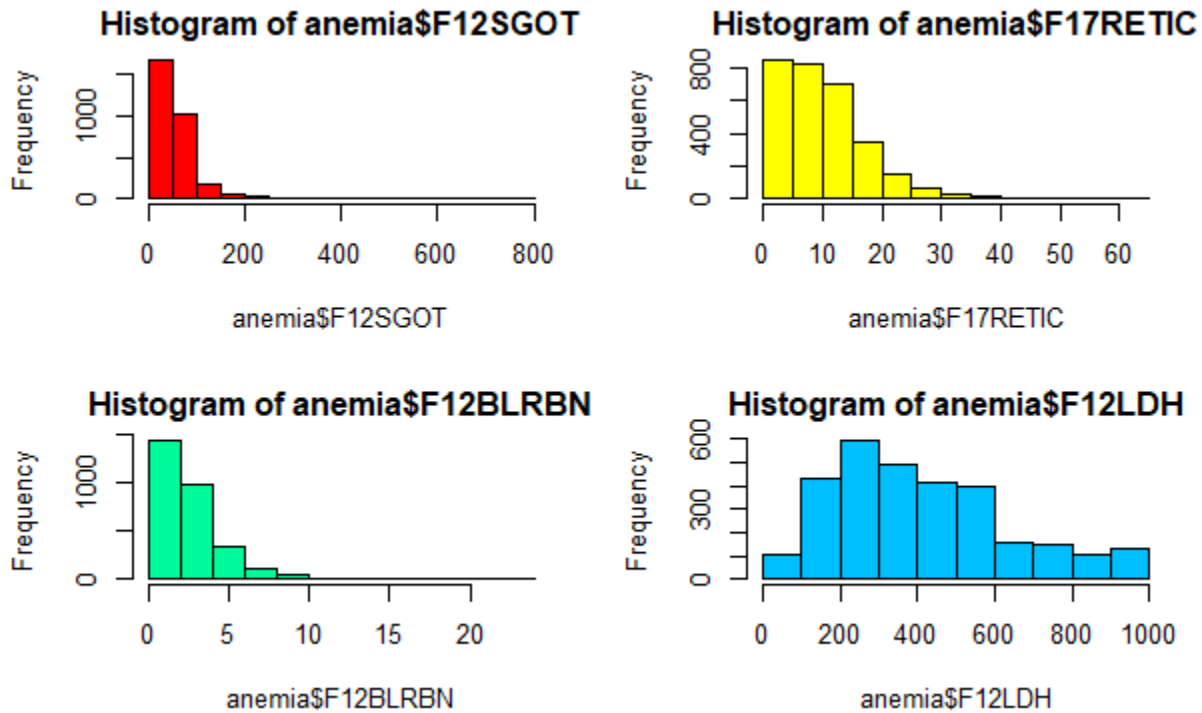 Histogram of anemia$F12SGOT
Frequency
0
1000
0 200 400 600 800
anemia$F12SGOT
Histogram of anemia$F17RETIC
Frequency
0
400
800
0 10 20 30 40 50 60
anemia$F17RETIC
Histogram of anemia$F12BLRBN
Frequency
0
1000
0 5 10 15 20
anemia$F12BLRBN
Histogram of anemia$F12LDH
Frequency
0
300
600
0 200 400 600 800 1000
anemia$F12LDH